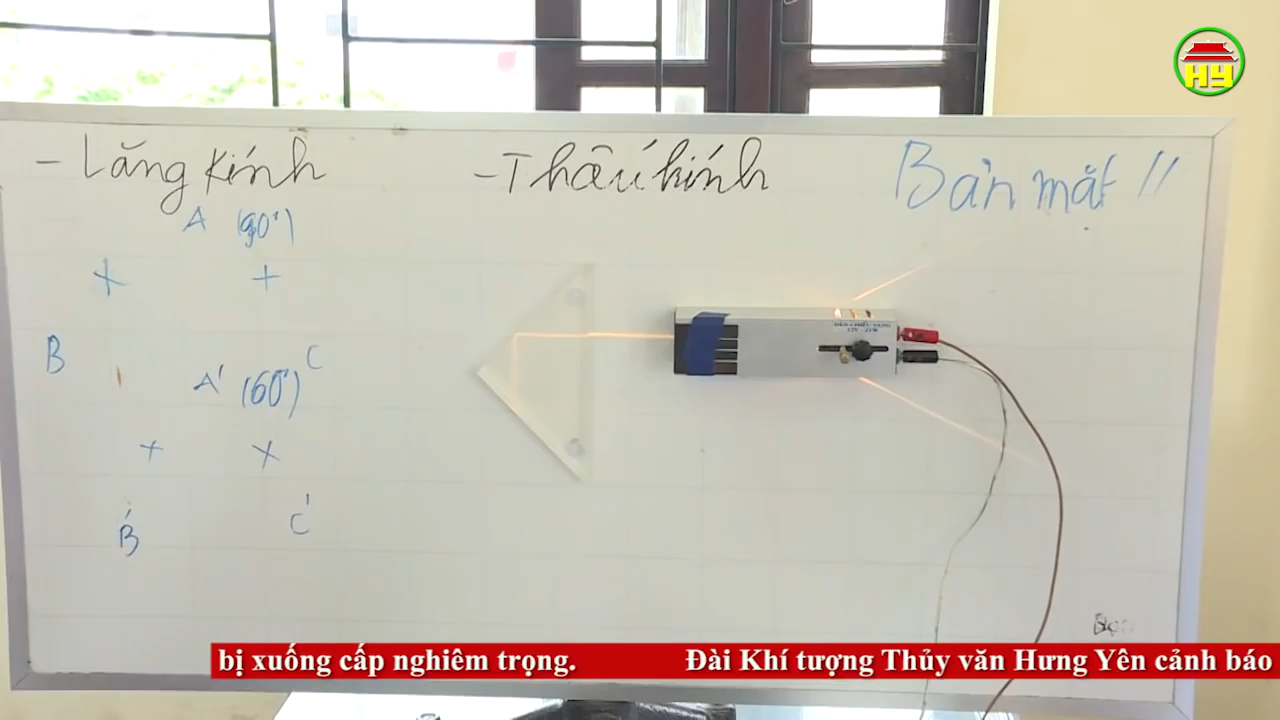 HY
- Lăng kính
- Thấu kính
Bản mặt //
A (90°)
B
C
A' (60°)
B'
C'
bị xuống cấp nghiêm trọng.
Đài Khí tượng Thủy văn Hưng Yên cảnh báo